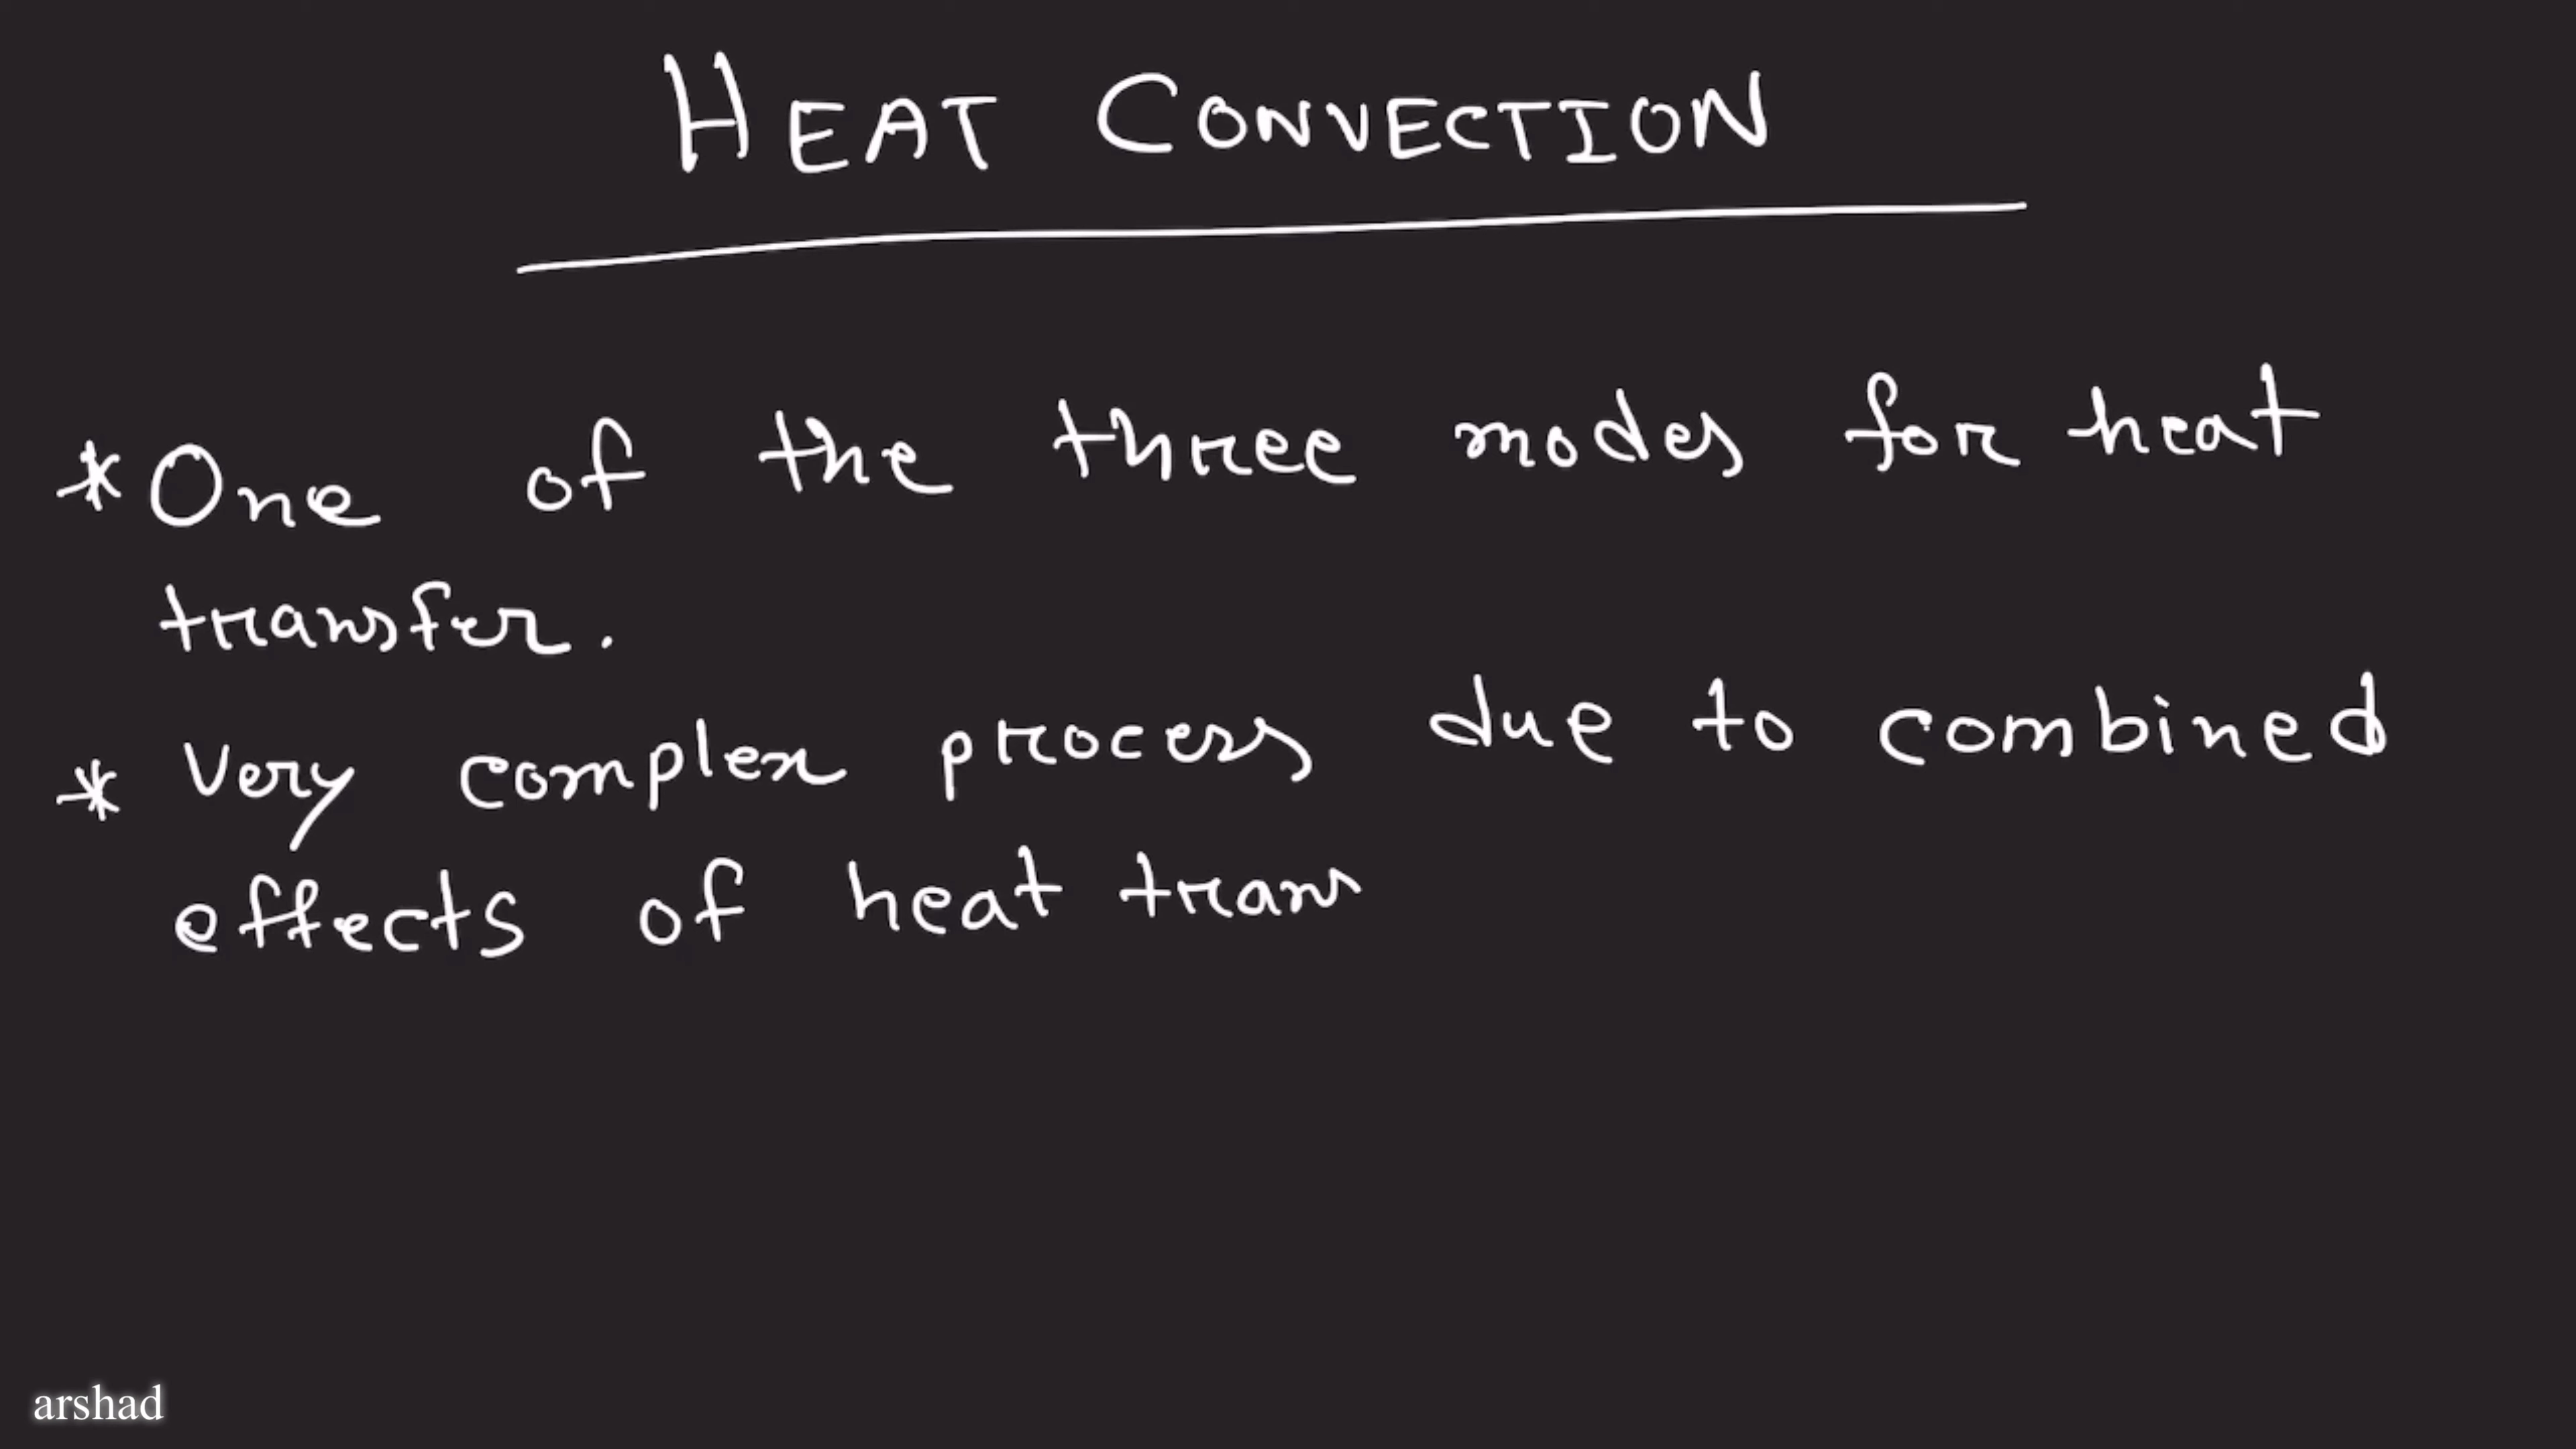 HEAT CONVECTION
* One of the three modes for heat
transfer.
* Very complex process due to combined
effects of heat trans
arshad